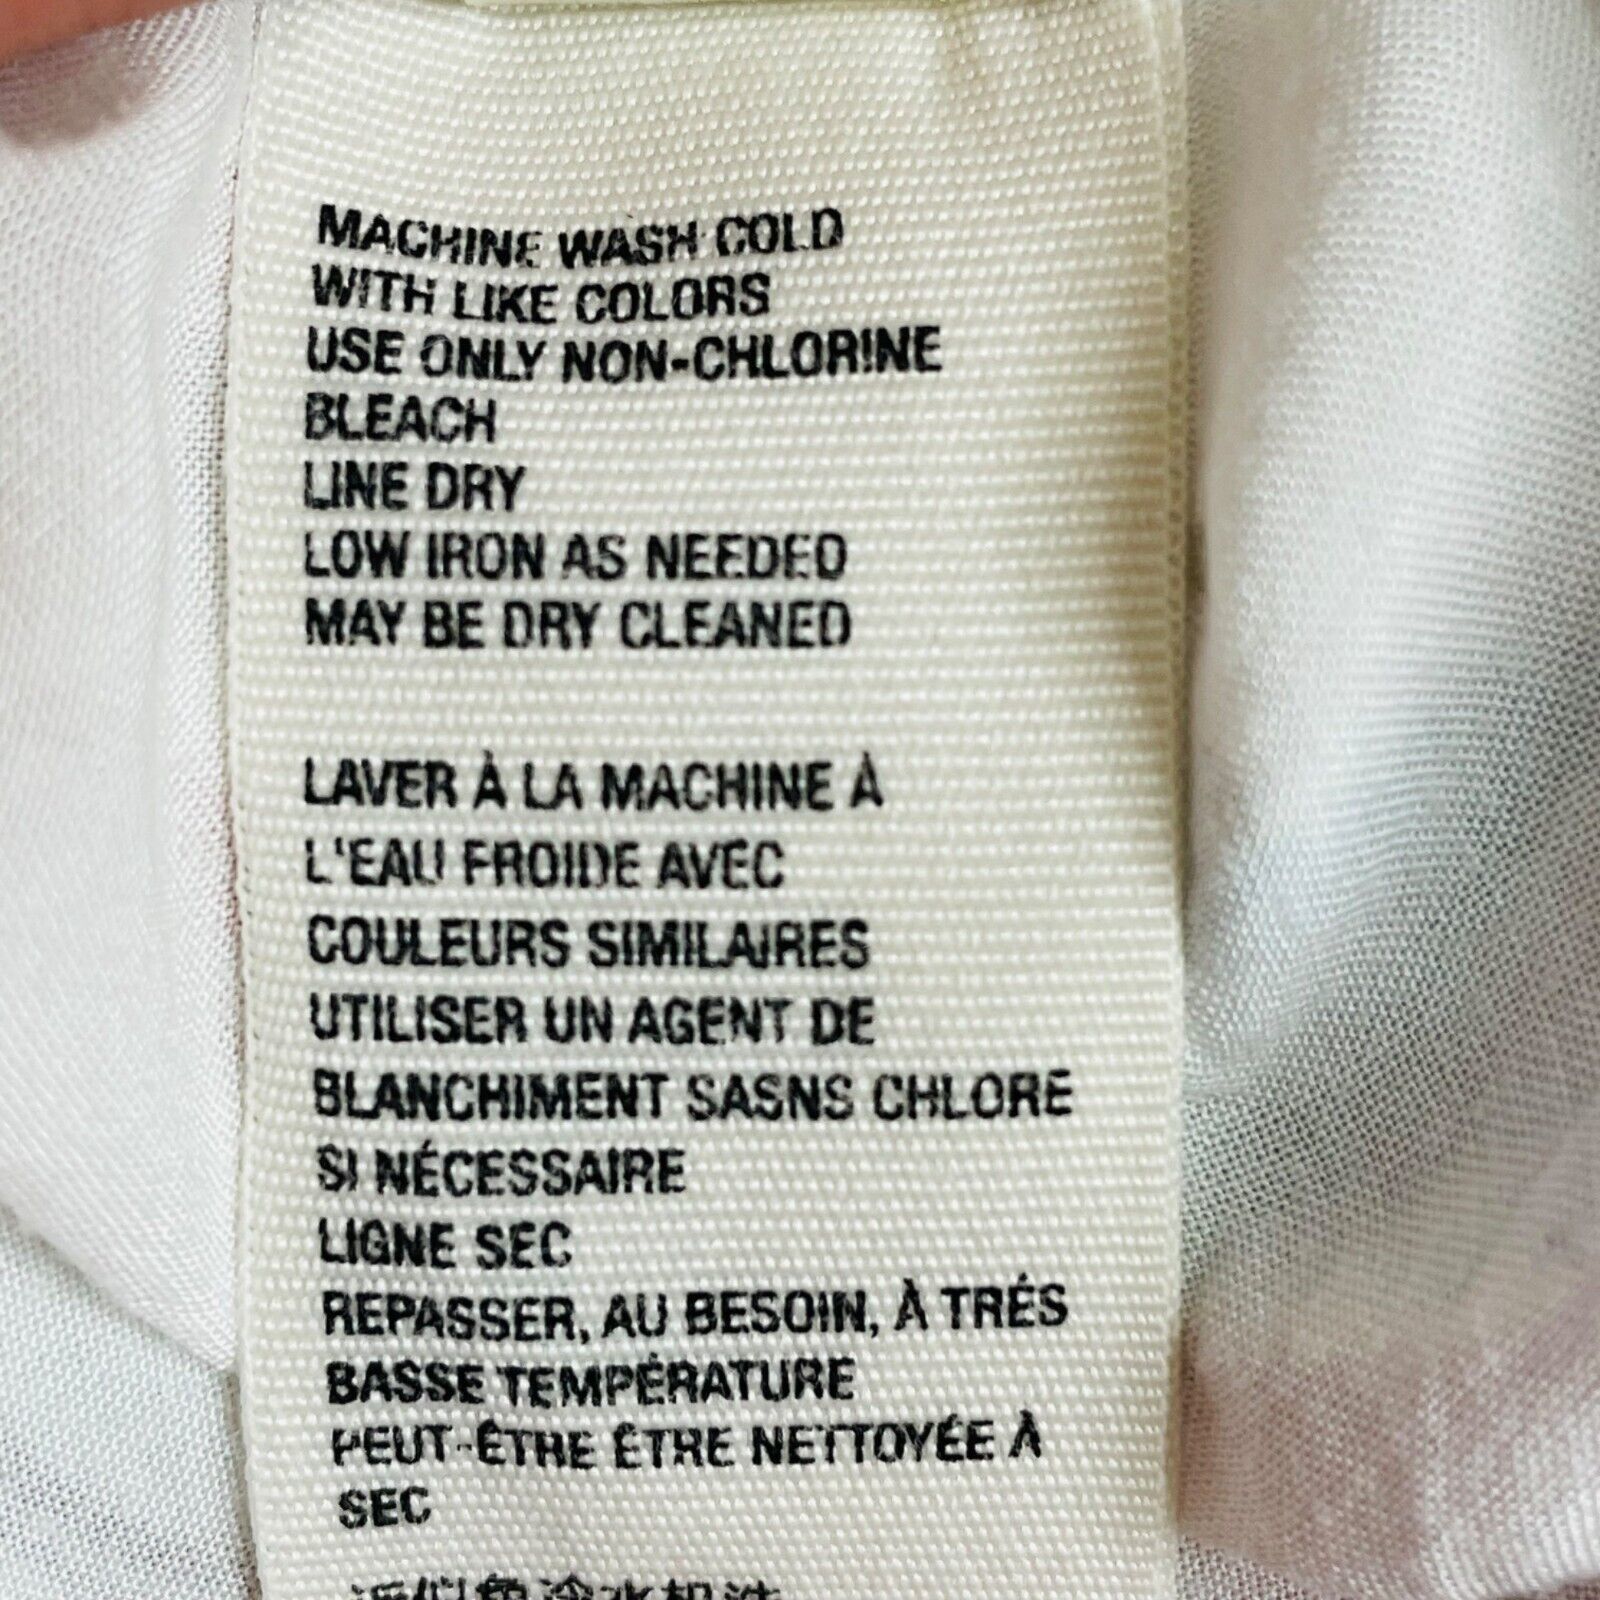 MACHINE WASH COLD
WITH LIKE COLORS
USE ONLY NON-CHLORINE
BLEACH
LINE DRY
LOW IRON AS NEEDED
MAY BE DRY CLEANED
LAVER À LA MACHINE À
L'EAU FROIDE AVEC
COULEURS SIMILAIRES
UTILISER UN AGENT DE
BLANCHIMENT SASNS CHLORE
SI NÉCESSAIRE
LIGNE SEC
REPASSER, AU BESOIN, À TRÉS
BASSE TEMPÉRATURE
PEUT-ÊTRE ÊTRE NETTOYÉE À
SEC